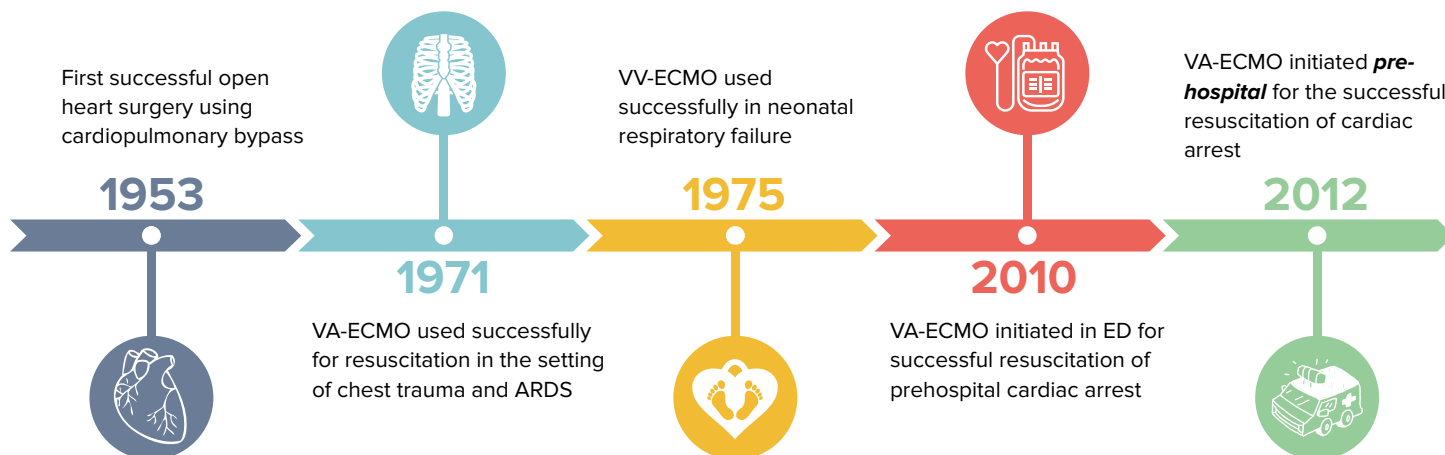 First successful open
heart surgery using
cardiopulmonary bypass
1953
1971
VA-ECMO used successfully
for resuscitation in the setting
of chest trauma and ARDS
VV-ECMO used
successfully in neonatal
respiratory failure
1975
2010
VA-ECMO initiated in ED for
successful resuscitation of
prehospital cardiac arrest
VA-ECMO initiated pre-
hospital for the successful
resuscitation of cardiac
arrest
2012